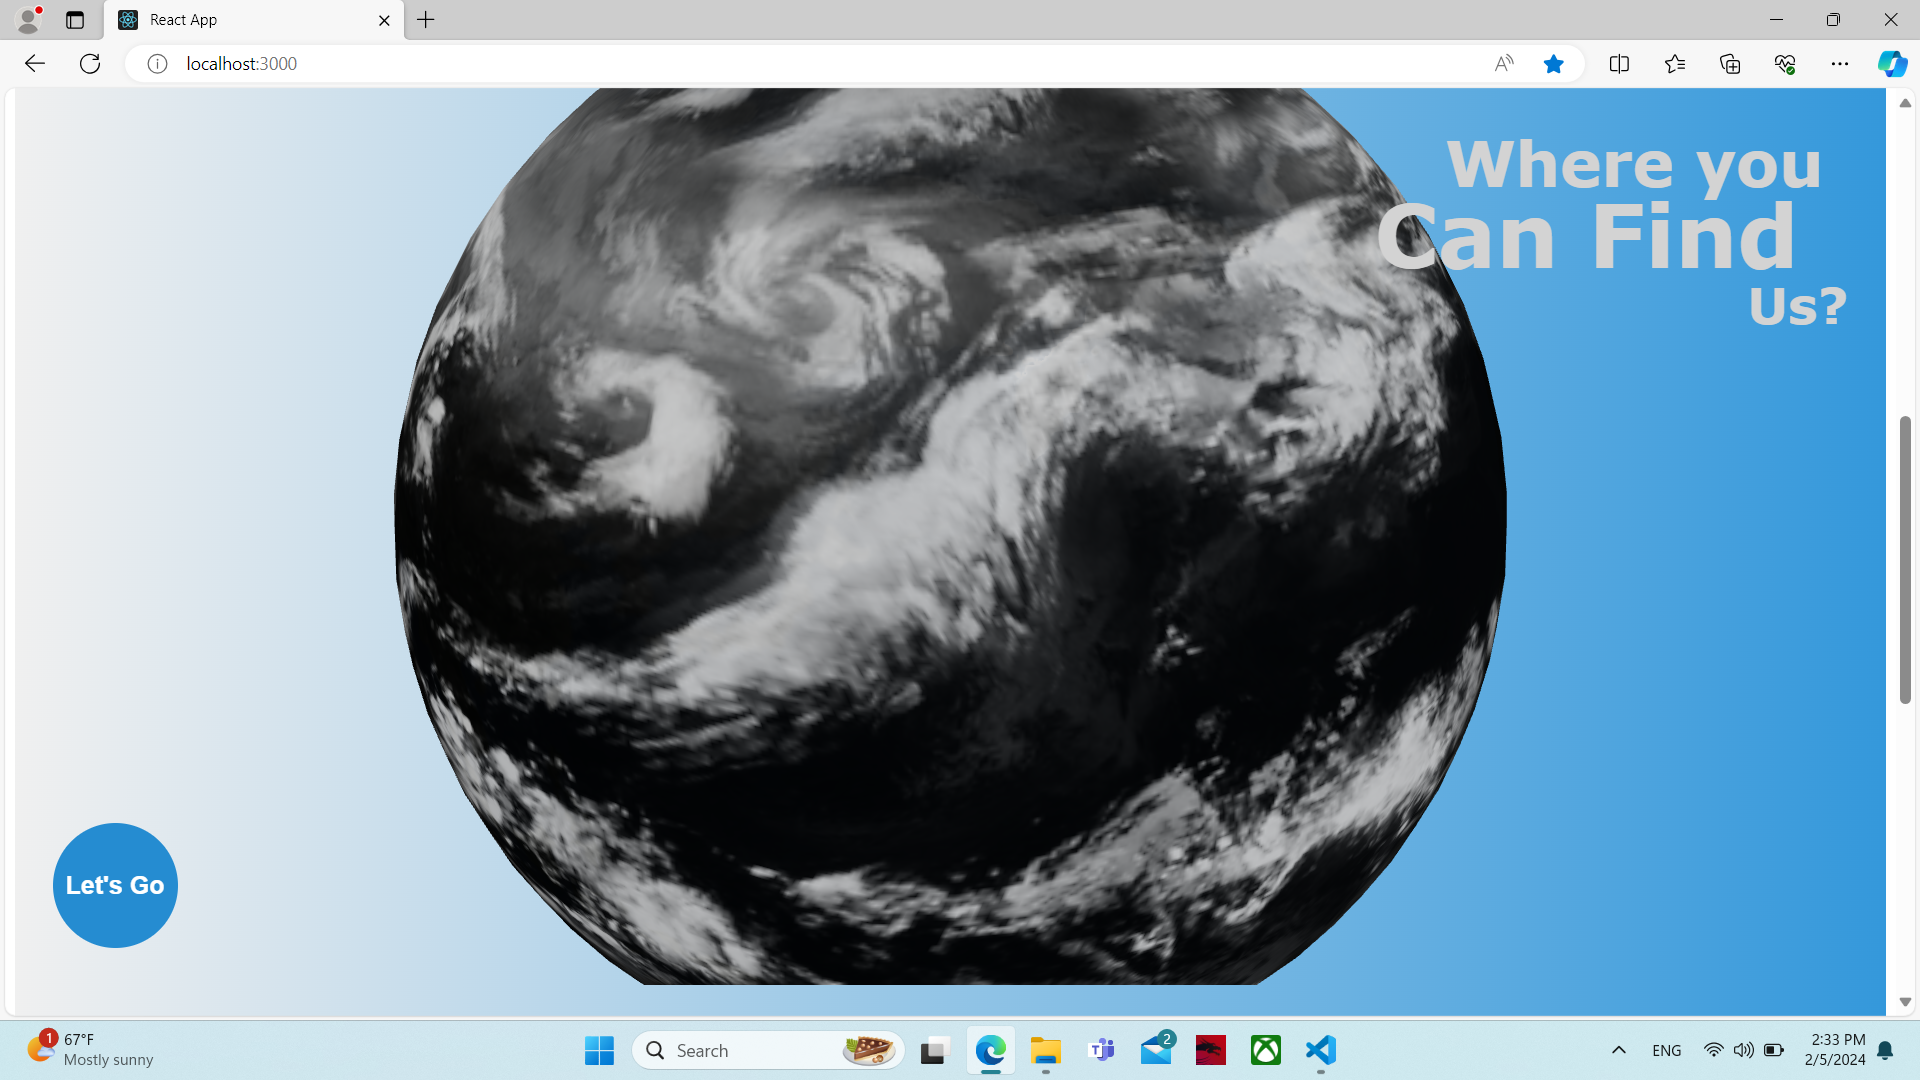 React App
localhost:3000
Where you
Can Find
Us?
Let's Go
1
67°F
Mostly sunny
Search
2
ENG
2:33 PM
2/5/2024